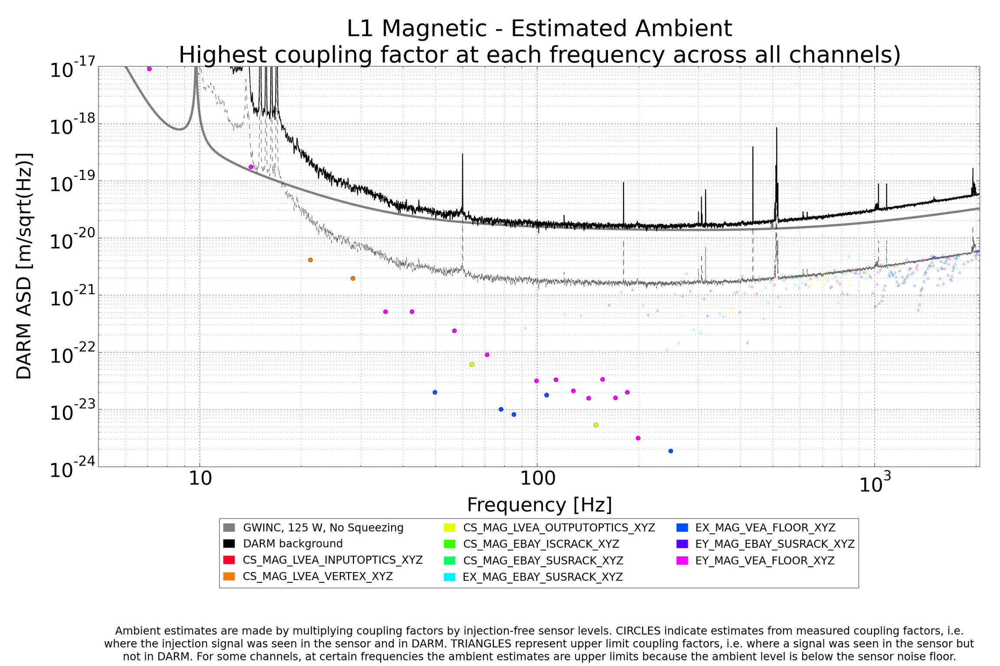 L1 Magnetic - Estimated Ambient
Highest coupling factor at each frequency across all channels)
10^-17
10^-18
10^-19
10^-20
10^-21
10^-22
10^-23
10^-24
DARM ASD [m/sqrt(Hz)]
10
100
10^3
Frequency [Hz]
GWINC, 125 W, No Squeezing
DARM background
CS_MAG_LVEA_INPUTOPTICS_XYZ
CS_MAG_LVEA_VERTEX_XYZ
CS_MAG_LVEA_OUTPUTOPTICS_XYZ
CS_MAG_EBAY_ISCRACK_XYZ
CS_MAG_EBAY_SUSRACK_XYZ
EX_MAG_EBAY_SUSRACK_XYZ
EX_MAG_VEA_FLOOR_XYZ
EY_MAG_EBAY_SUSRACK_XYZ
EY_MAG_VEA_FLOOR_XYZ
Ambient estimates are made by multiplying coupling factors by injection-free sensor levels. CIRCLES indicate estimates from measured coupling factors, i.e.
where the injection signal was seen in the sensor and in DARM. TRIANGLES represent upper limit coupling factors, i.e. where a signal was seen in the sensor but
not in DARM. For some channels, at certain frequencies the ambient estimates are upper limits because the ambient level is below the sensor noise floor.